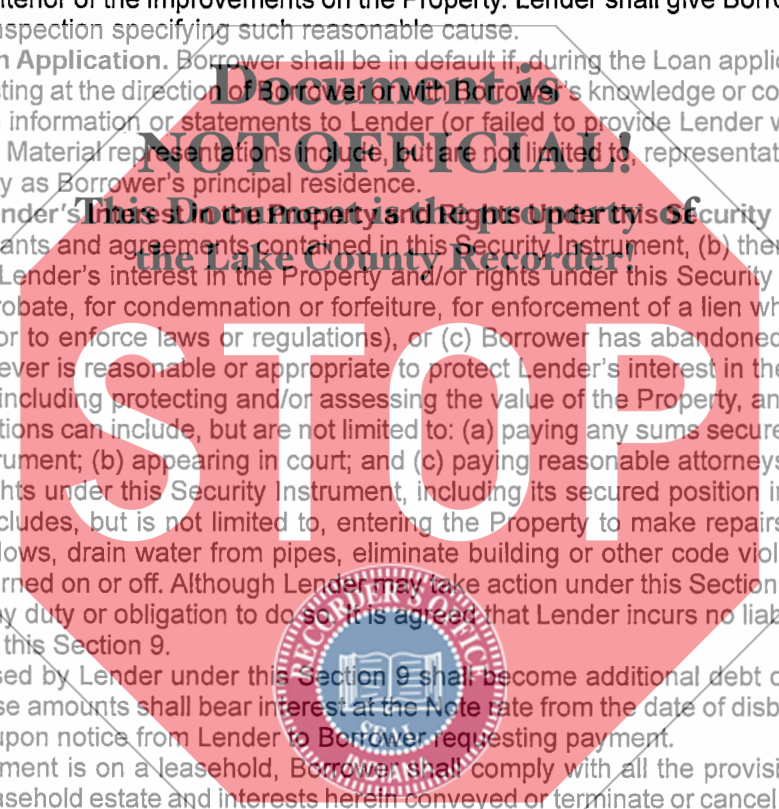 terior of the improvements on the Property. Lender shall give Borro
nspection specifying such reasonable cause.
n Application. Borrower shall be in default if, during the Loan applic
ting at the direction of Borrower or with Borrower's knowledge or co
Document is
information or statements to Lender (or failed to provide Lender w
NOT OFFICIAL!
Material representations include, but are not limited to, representat
y as Borrower's principal residence.
nder's Interest in the Property and Rights Under this Security
This Document is the property of
ants and agreements contained in this Security Instrument, (b) ther
the Lake County Recorder!
Lender's interest in the Property and/or rights under this Security
robate, for condemnation or forfeiture, for enforcement of a lien wh
or to enforce laws or regulations), or (c) Borrower has abandoned
STOP
ever is reasonable or appropriate to protect Lender's interest in the
including protecting and/or assessing the value of the Property, an
tions can include, but are not limited to: (a) paying any sums secure
rument; (b) appearing in court; and (c) paying reasonable attorneys
hts under this Security Instrument, including its secured position in
cludes, but is not limited to, entering the Property to make repairs
lows, drain water from pipes, eliminate building or other code viol
rned on or off. Although Lender may take action under this Section
y duty or obligation to do so. It is agreed that Lender incurs no liab
this Section 9.
RECORDER'S OFFICE
sed by Lender under this Section 9 shall become additional debt o
se amounts shall bear interest at the Note rate from the date of disb
SEAL
upon notice from Lender to Borrower requesting payment.
ment is on a leasehold, Borrower shall comply with all the provisi
asehold estate and interests herein conveyed or terminate or cancel